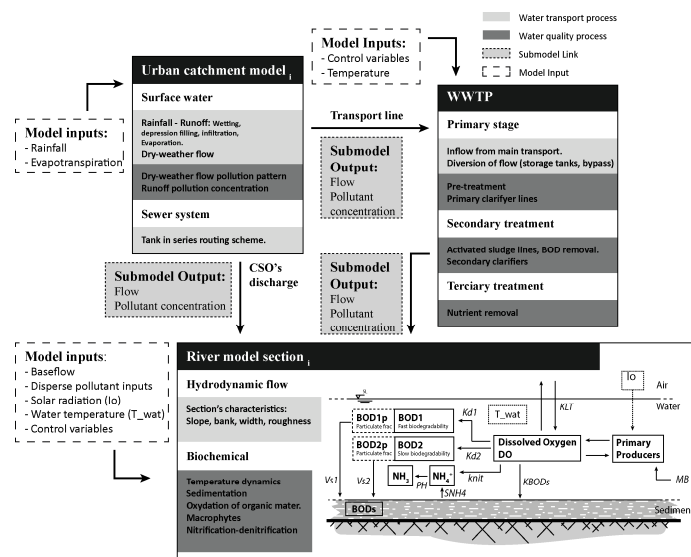 Water transport process
Water quality process
Submodel Link
Model Input
Model Inputs:
- Control variables
- Temperature
Urban catchment model i
Surface water
Rainfall - Runoff: Wetting,
depression filling, infiltration,
Evaporation.
Dry-weather flow
Dry-weather flow pollution pattern
Runoff pollution concentration
Sewer system
Tank in series routing scheme.
Model inputs:
- Rainfall
- Evapotranspiration
Transport line
Submodel
Output:
Flow
Pollutant
concentration
WWTP
Primary stage
Inflow from main transport.
Diversion of flow (storage tanks, bypass)
Pre-treatment
Primary clarifyer lines
Secondary treatment
Activated sludge lines, BOD removal.
Secondary clarifiers
Terciary treatment
Nutrient removal
Submodel Output:
Flow
Pollutant concentration
CSO's
discharge
Submodel
Output:
Flow
Pollutant
concentration
Model inputs:
- Baseflow
- Disperse pollutant inputs
- Solar radiation (Io)
- Water temperature (T_wat)
- Control variables
River model section i
Hydrodynamic flow
Section's characteristics:
Slope, bank, width, roughness
Biochemical
Temperature dynamics
Sedimentation
Oxydation of organic mater.
Macrophytes
Nitrification-denitrification
Io
Air
Water
KLT
T_wat
Kd1
BOD1p
Particulate frac
BOD1
Fast biodegradability
BOD2p
Particulate frac
BOD2
Slow biodegradability
Kd2
Dissolved Oxygen
DO
Primary
Producers
NH3
PH
NH4+
knit
SNH4
KBODs
MB
Vs1
Vs2
BODs
Sedimen